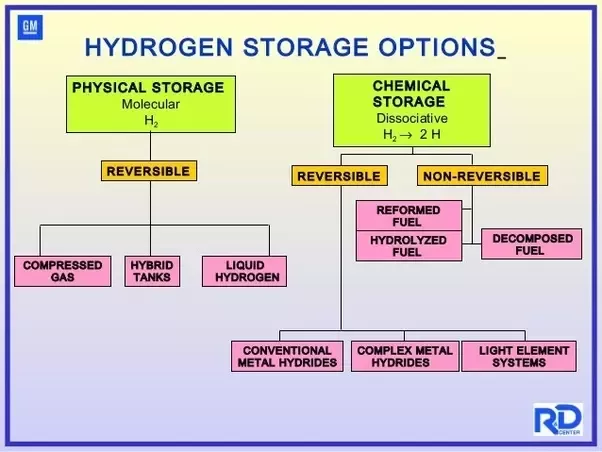 GM
HYDROGEN STORAGE OPTIONS
PHYSICAL STORAGE
Molecular
H₂
CHEMICAL
STORAGE
Dissociative
H₂ → 2 H
REVERSIBLE
REVERSIBLE
NON-REVERSIBLE
REFORMED
FUEL
HYDROLYZED
FUEL
DECOMPOSED
FUEL
COMPRESSED
GAS
HYBRID
TANKS
LIQUID
HYDROGEN
CONVENTIONAL
METAL HYDRIDES
COMPLEX METAL
HYDRIDES
LIGHT ELEMENT
SYSTEMS
R&D
CENTER